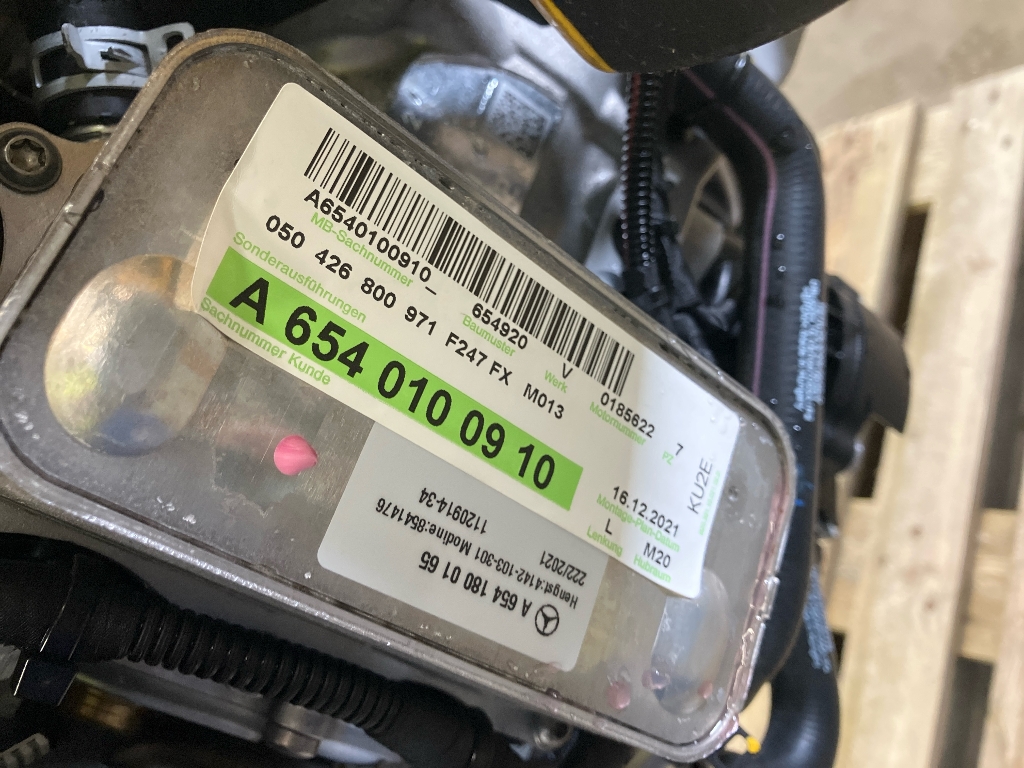 A6540100910_ 654920 V 0185622 7
MB-Sachnummer Baumuster Werk Motornummer PZ
050 426 800 971 F247 FX M013 16.12.2021 KU2E
Sonderausführungen Montage-Plan-Datum
A 654 010 09 10 L M20
Sachnummer Kunde Lenkung Hubraum
A 654 180 01 65
Hengst:4142-103-301 Modine:8541476
222/2021 1120914-34